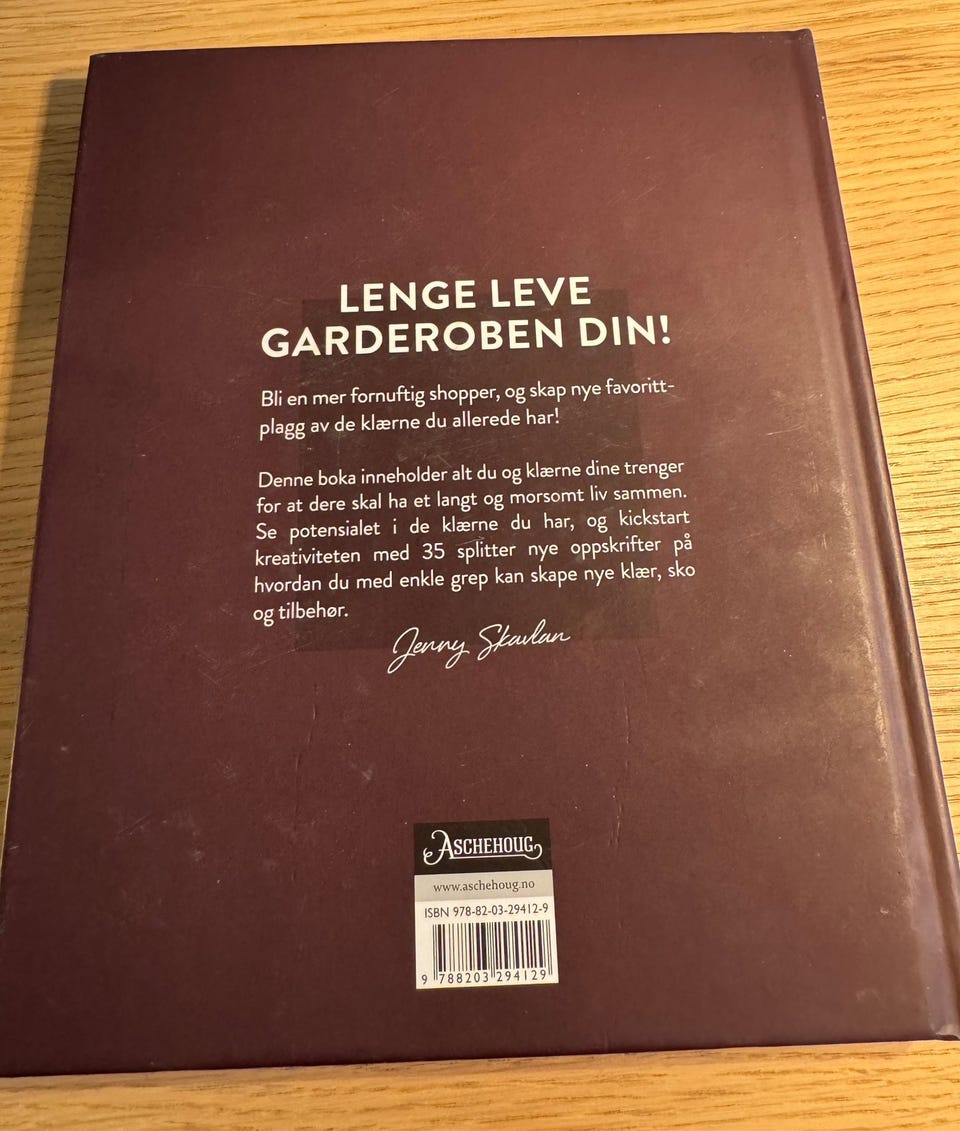 LENGE LEVE
GARDEROBEN DIN!
Bli en mer fornuftig shopper, og skap nye favoritt-
plagg av de klærne du allerede har!
Denne boka inneholder alt du og klærne dine trenger
for at dere skal ha et langt og morsomt liv sammen.
Se potensialet i de klærne du har, og kickstart
kreativiteten med 35 splitter nye oppskrifter på
hvordan du med enkle grep kan skape nye klær, sko
og tilbehør.
Jenny Skavlan
ASCHEHOUG
www.aschehoug.no
ISBN 978-82-03-29412-9
9 788203 294129